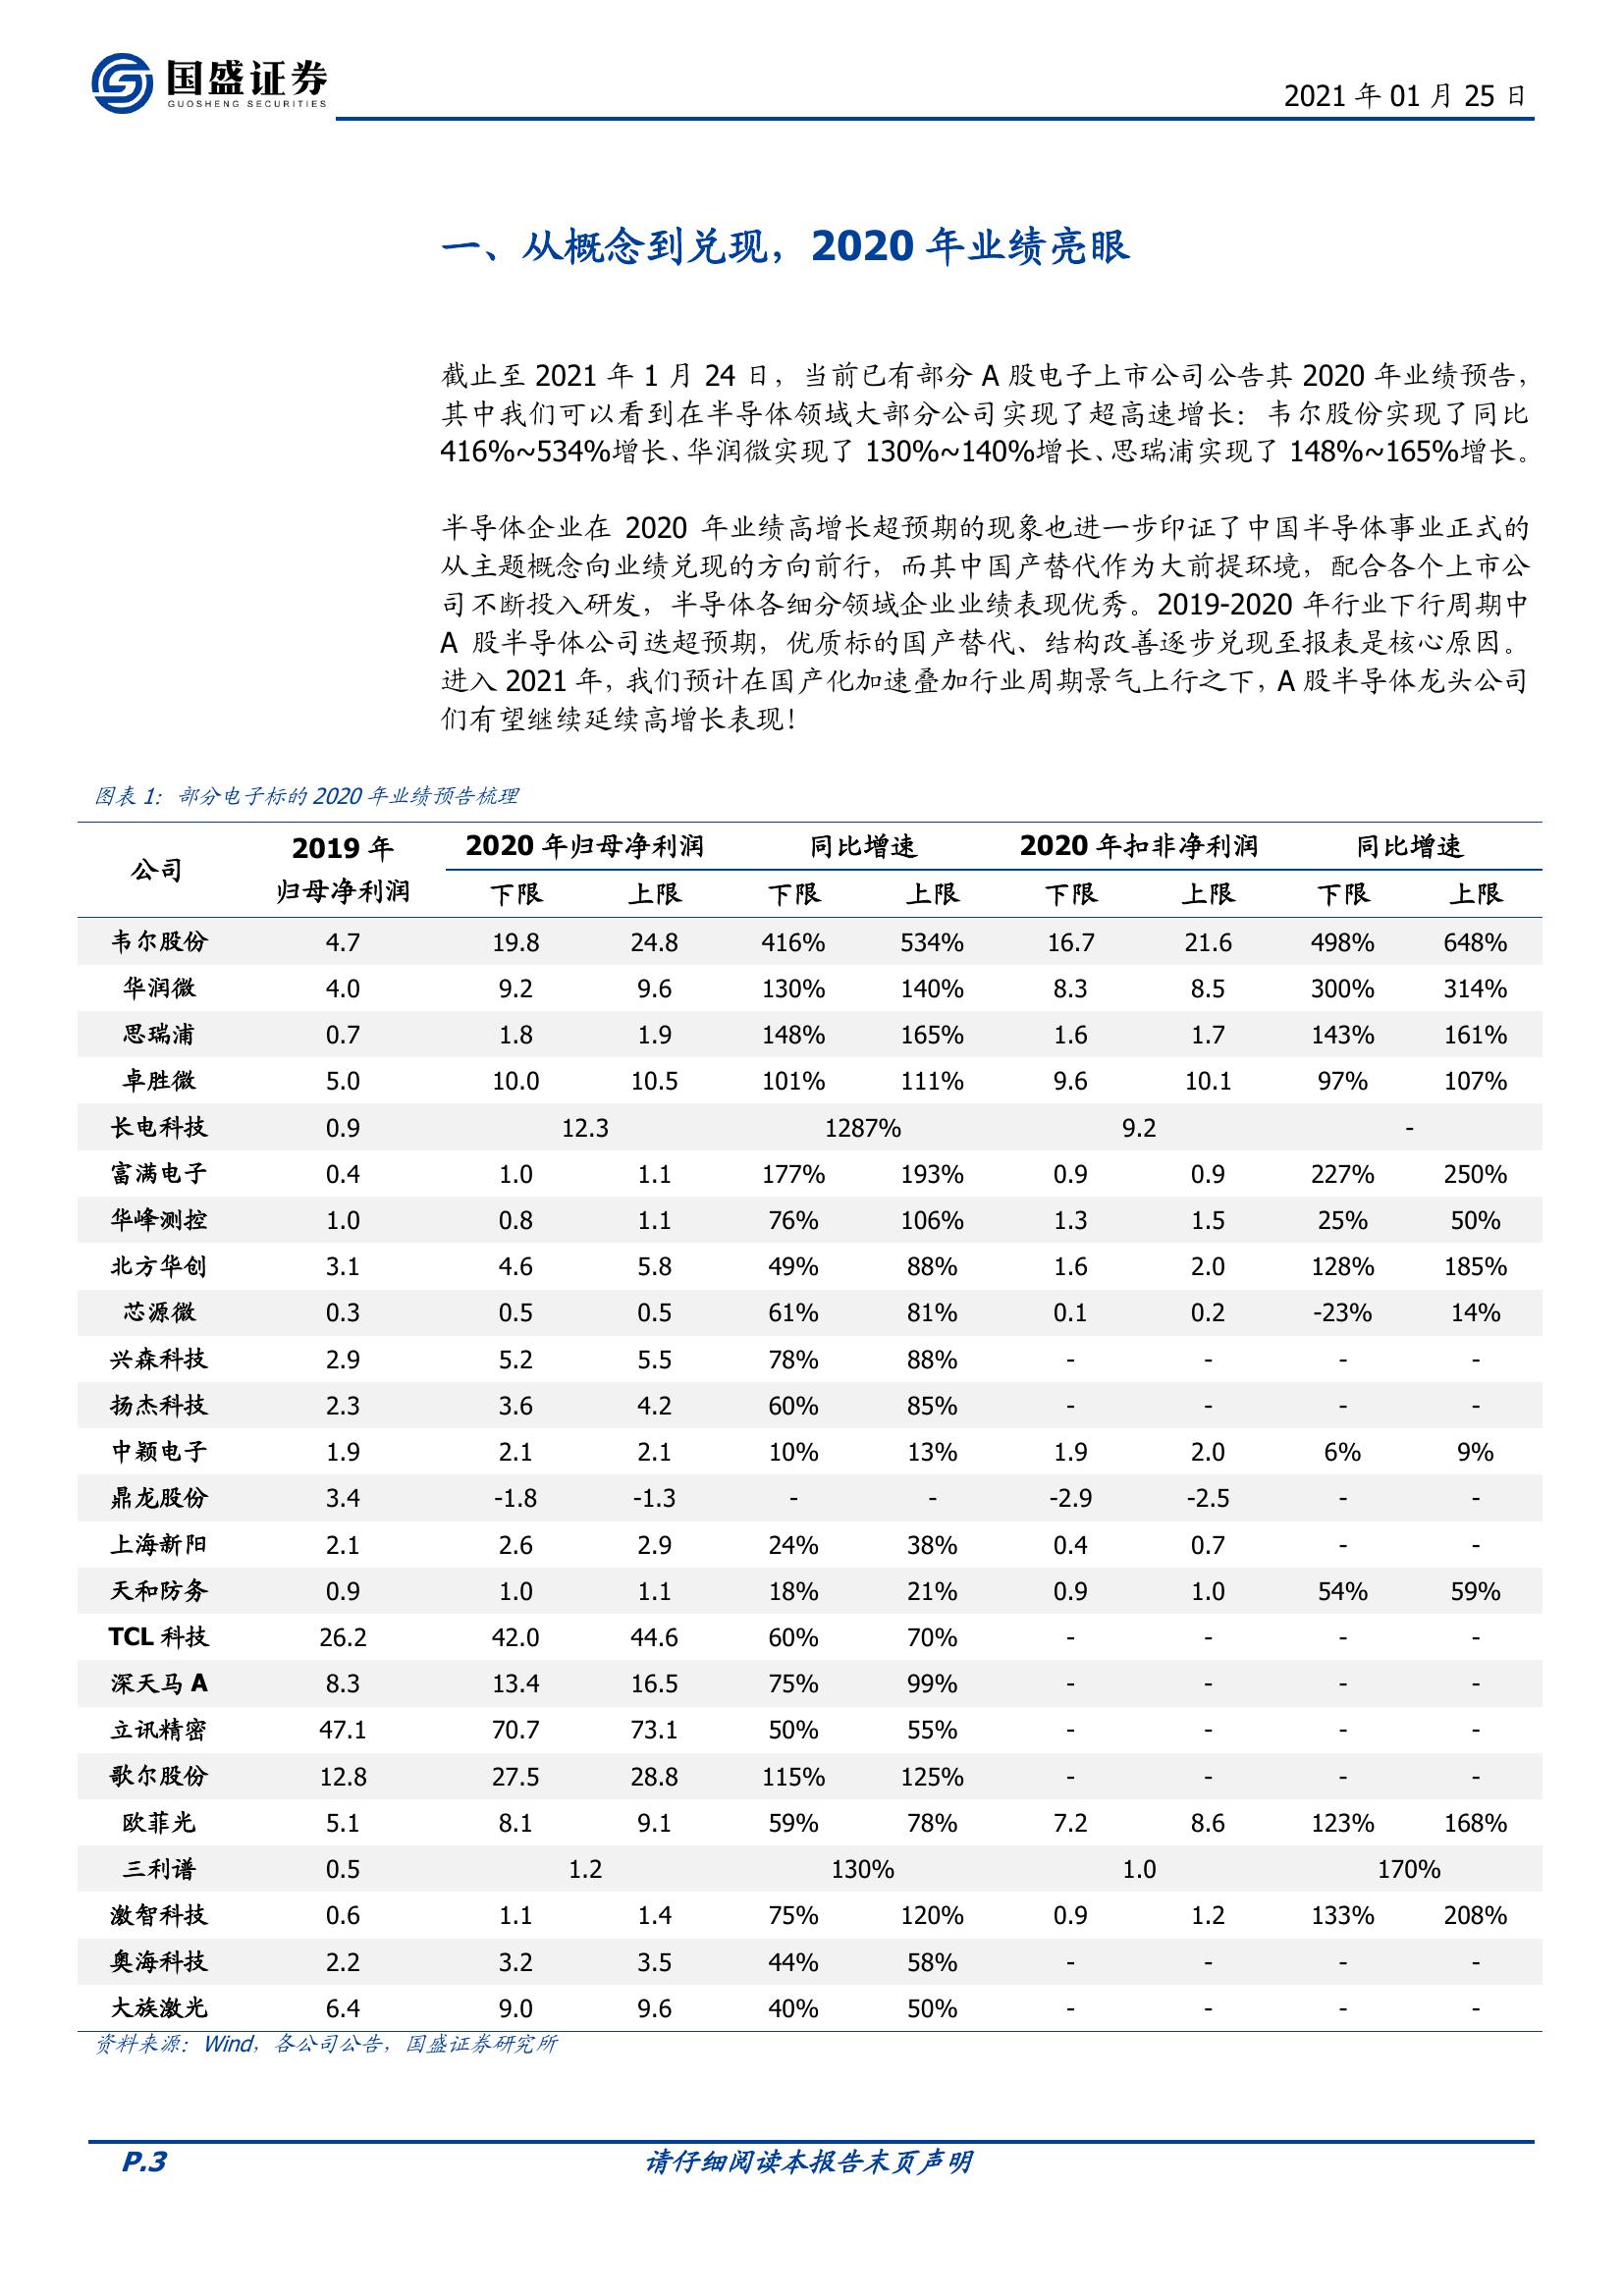 国盛证券
GUOSHENG SECURITIES
2021 年 01 月 25 日
一、从概念到兑现，2020 年业绩亮眼
截止至 2021 年 1 月 24 日，当前已有部分 A 股电子上市公司公告其 2020 年业绩预告，
其中我们可以看到在半导体领域大部分公司实现了超高速增长：韦尔股份实现了同比
416%~534%增长、华润微实现了 130%~140%增长、思瑞浦实现了 148%~165%增长。
半导体企业在 2020 年业绩高增长超预期的现象也进一步印证了中国半导体事业正式的
从主题概念向业绩兑现的方向前行，而其中国产替代作为大前提环境，配合各个上市公
司不断投入研发，半导体各细分领域企业业绩表现优秀。2019-2020 年行业下行周期中
A 股半导体公司迭超预期，优质标的国产替代、结构改善逐步兑现至报表是核心原因。
进入 2021 年，我们预计在国产化加速叠加行业周期景气上行之下，A 股半导体龙头公司
们有望继续延续高增长表现！
图表 1：部分电子标的 2020 年业绩预告梳理
公司 2019 年归母净利润 2020 年归母净利润 同比增速 2020 年扣非净利润 同比增速
下限 上限 下限 上限 下限 上限 下限 上限
韦尔股份 4.7 19.8 24.8 416% 534% 16.7 21.6 498% 648%
华润微 4.0 9.2 9.6 130% 140% 8.3 8.5 300% 314%
思瑞浦 0.7 1.8 1.9 148% 165% 1.6 1.7 143% 161%
卓胜微 5.0 10.0 10.5 101% 111% 9.6 10.1 97% 107%
长电科技 0.9 12.3 1287% 9.2 -
富满电子 0.4 1.0 1.1 177% 193% 0.9 0.9 227% 250%
华峰测控 1.0 0.8 1.1 76% 106% 1.3 1.5 25% 50%
北方华创 3.1 4.6 5.8 49% 88% 1.6 2.0 128% 185%
芯源微 0.3 0.5 0.5 61% 81% 0.1 0.2 -23% 14%
兴森科技 2.9 5.2 5.5 78% 88% - - - -
扬杰科技 2.3 3.6 4.2 60% 85% - - - -
中颖电子 1.9 2.1 2.1 10% 13% 1.9 2.0 6% 9%
鼎龙股份 3.4 -1.8 -1.3 - - -2.9 -2.5 - -
上海新阳 2.1 2.6 2.9 24% 38% 0.4 0.7 - -
天和防务 0.9 1.0 1.1 18% 21% 0.9 1.0 54% 59%
TCL 科技 26.2 42.0 44.6 60% 70% - - - -
深天马 A 8.3 13.4 16.5 75% 99% - - - -
立讯精密 47.1 70.7 73.1 50% 55% - - - -
歌尔股份 12.8 27.5 28.8 115% 125% - - - -
欧菲光 5.1 8.1 9.1 59% 78% 7.2 8.6 123% 168%
三利谱 0.5 1.2 130% 1.0 170%
激智科技 0.6 1.1 1.4 75% 120% 0.9 1.2 133% 208%
奥海科技 2.2 3.2 3.5 44% 58% - - - -
大族激光 6.4 9.0 9.6 40% 50% - - - -
资料来源：Wind，各公司公告，国盛证券研究所
P.3 请仔细阅读本报告末页声明